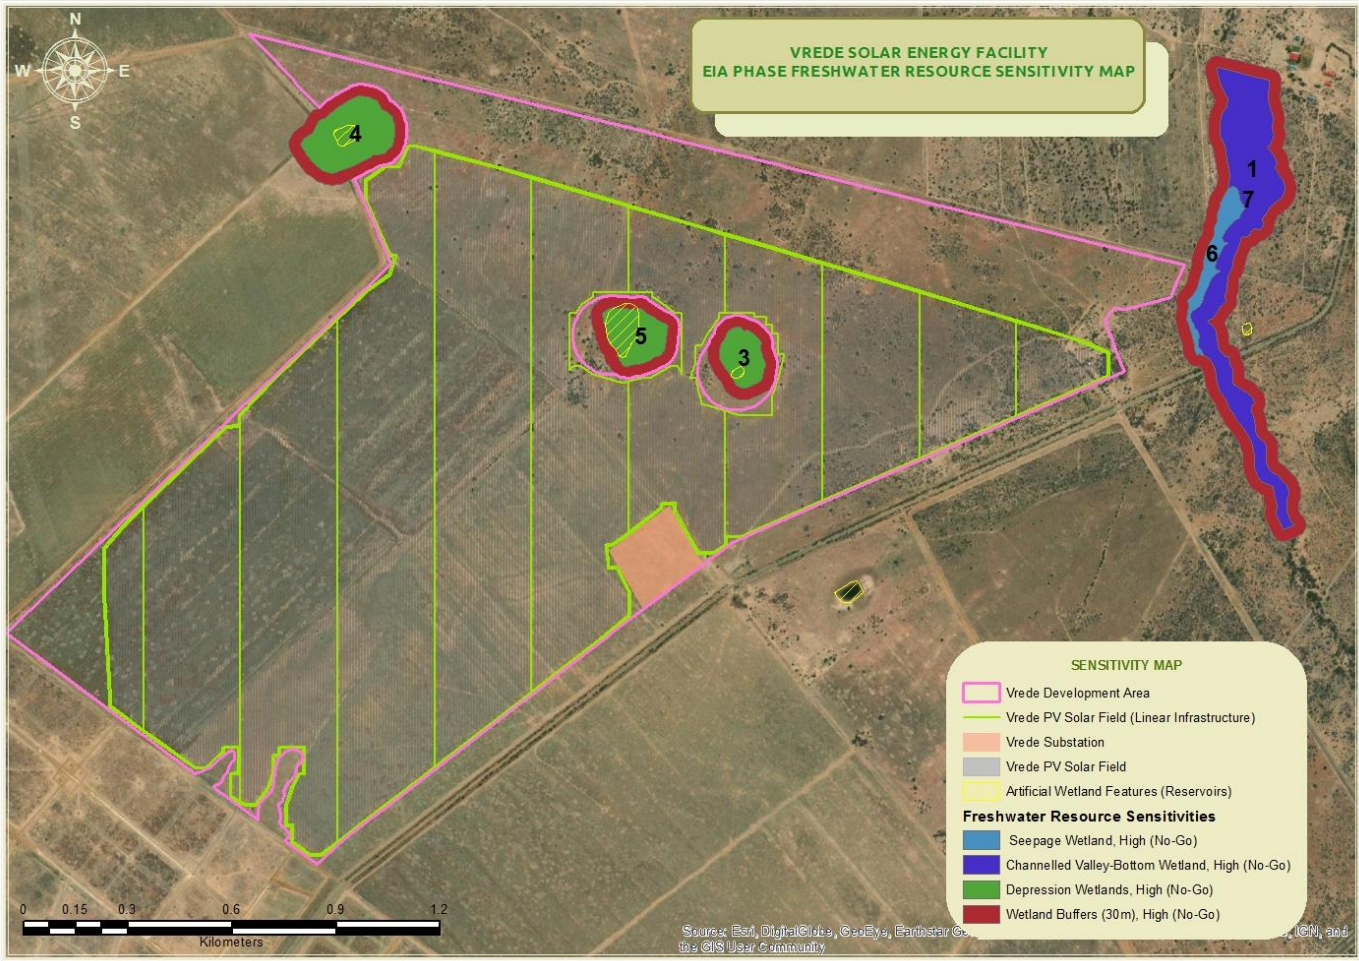 N
W E
S
VREDE SOLAR ENERGY FACILITY
EIA PHASE FRESHWATER RESOURCE SENSITIVITY MAP
4
1
7
6
5
3
SENSITIVITY MAP
Vrede Development Area
Vrede PV Solar Field (Linear Infrastructure)
Vrede Substation
Vrede PV Solar Field
Artificial Wetland Features (Reservoirs)
Freshwater Resource Sensitivities
Seepage Wetland, High (No-Go)
Channelled Valley-Bottom Wetland, High (No-Go)
Depression Wetlands, High (No-Go)
Wetland Buffers (30m), High (No-Go)
0 0.15 0.3 0.6 0.9 1.2
Kilometers
Source: Esri, DigitalGlobe, GeoEye, Earthstar IGN, and
the GIS User Community